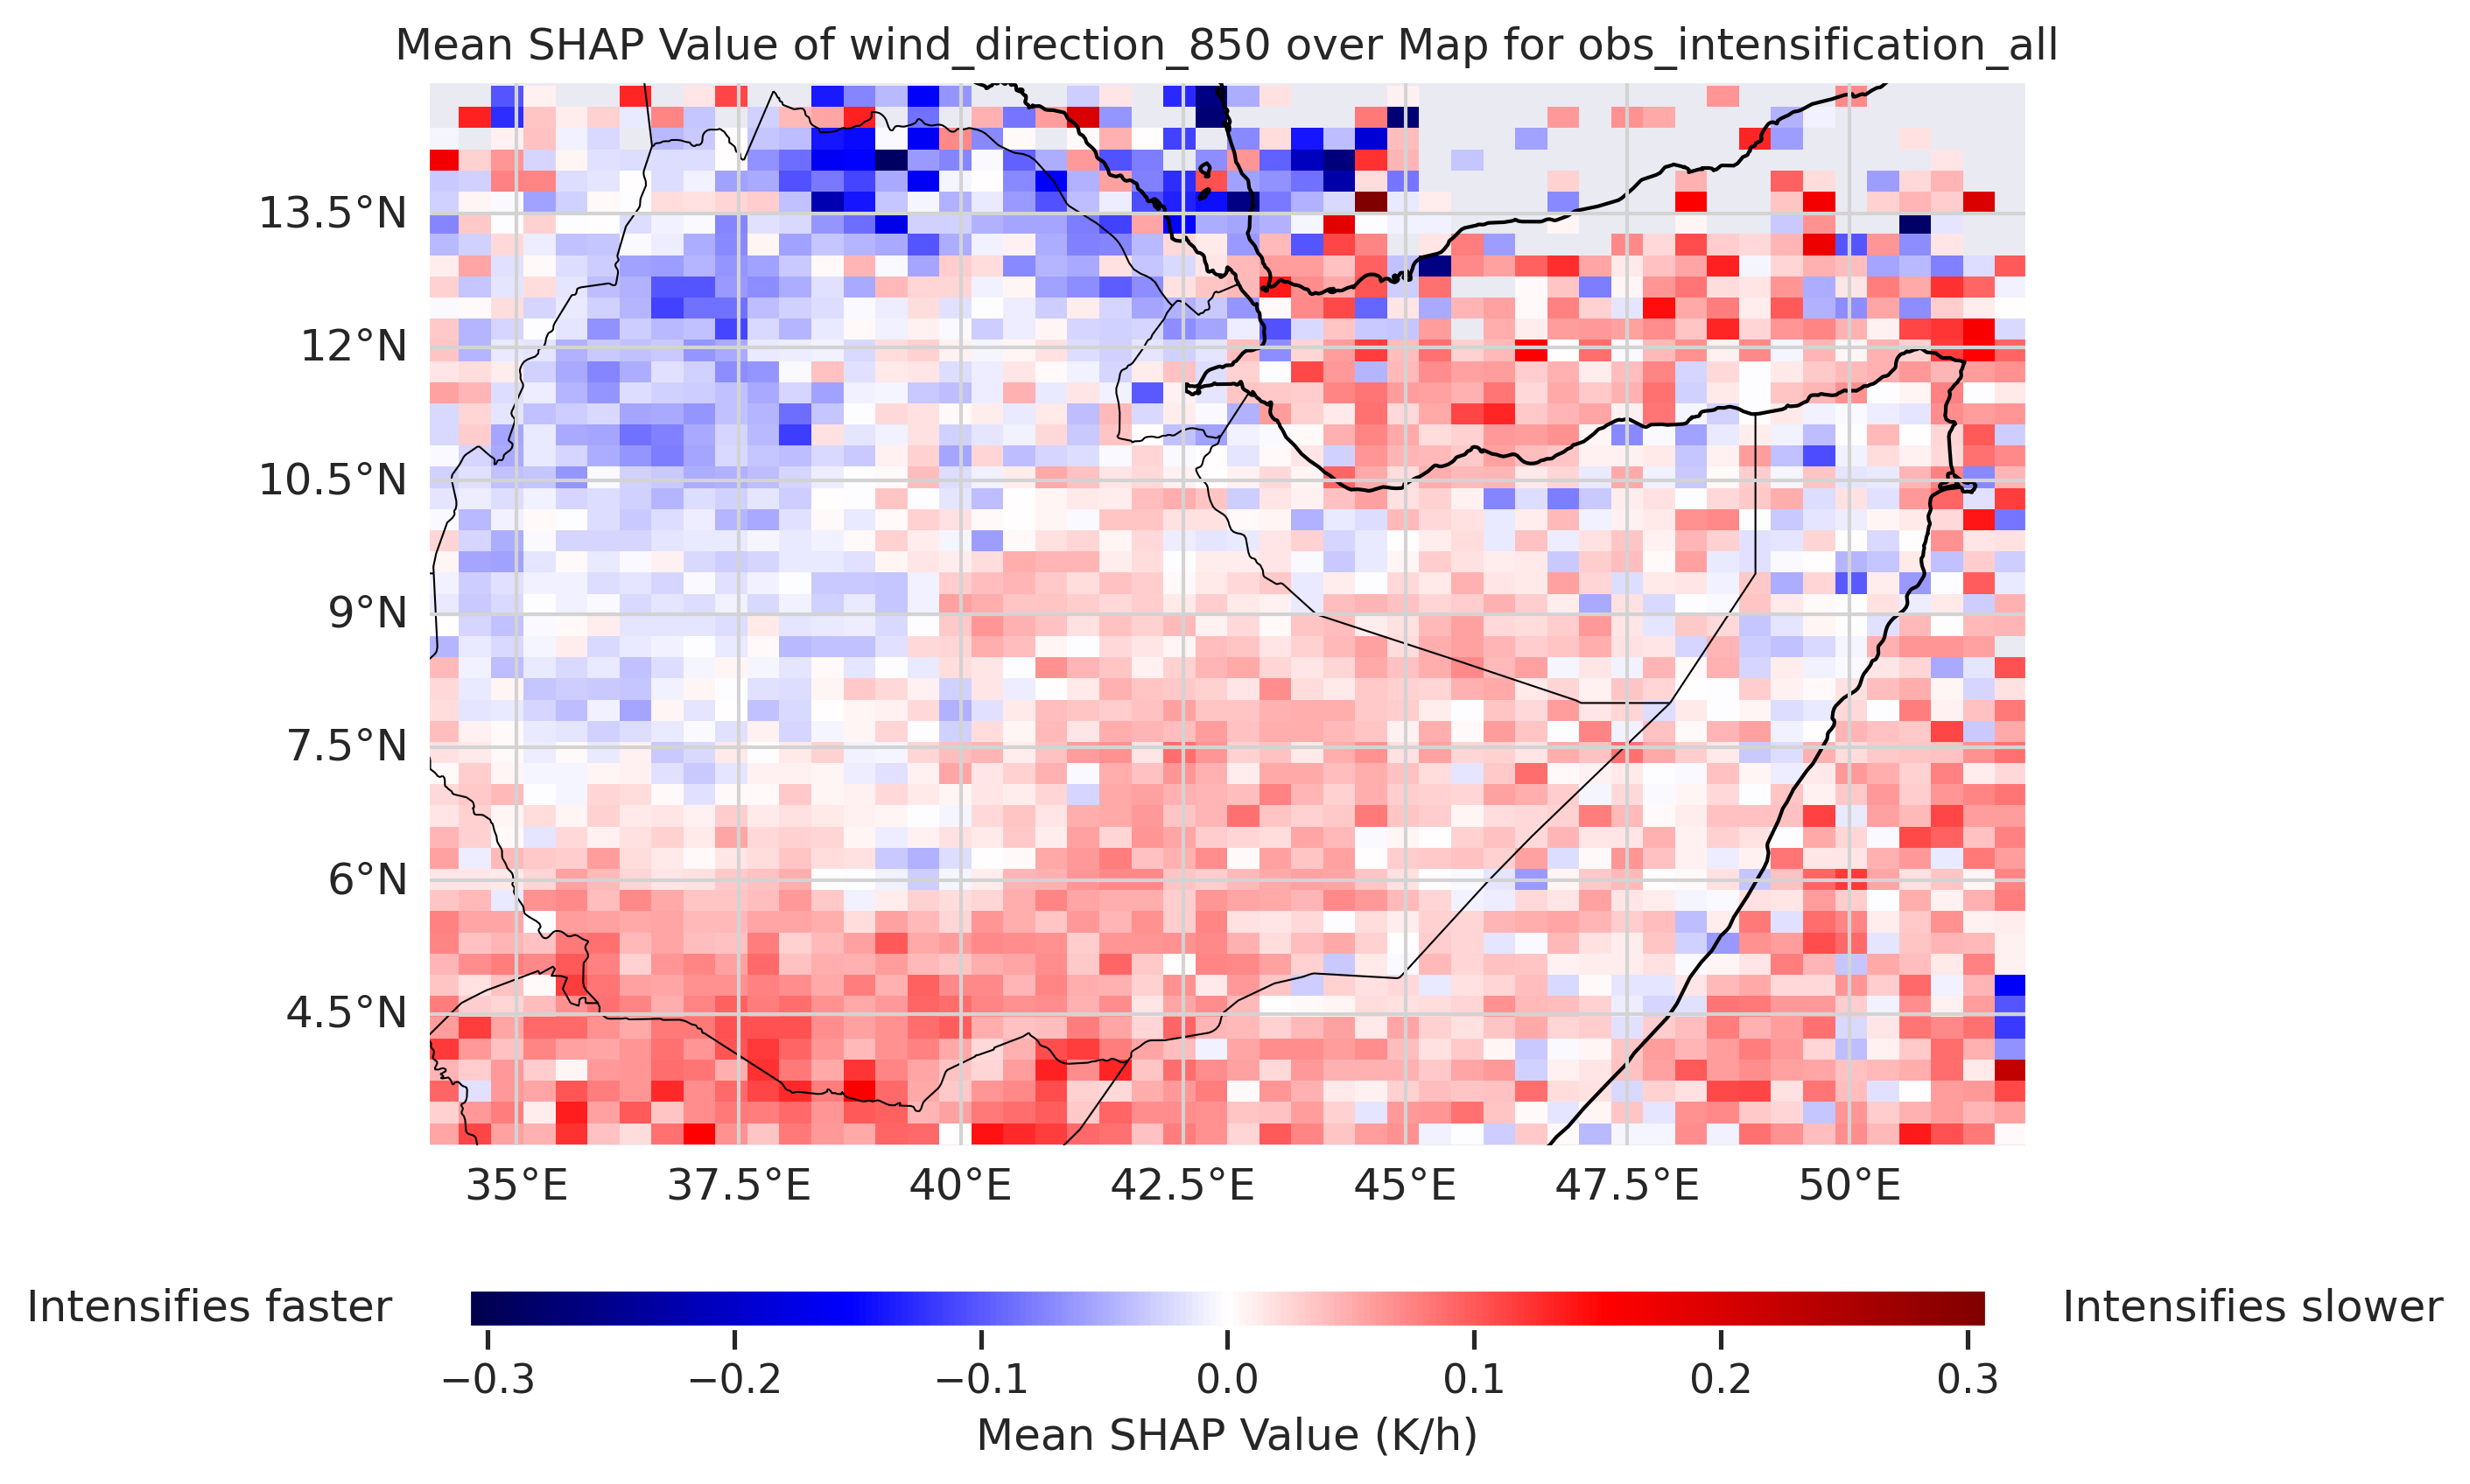 Mean SHAP Value of wind_direction_850 over Map for obs_intensification_all
13.5°N
12°N
10.5°N
9°N
7.5°N
6°N
4.5°N
35°E 37.5°E 40°E 42.5°E 45°E 47.5°E 50°E
Intensifies faster
Intensifies slower
−0.3 −0.2 −0.1 0.0 0.1 0.2 0.3
Mean SHAP Value (K/h)